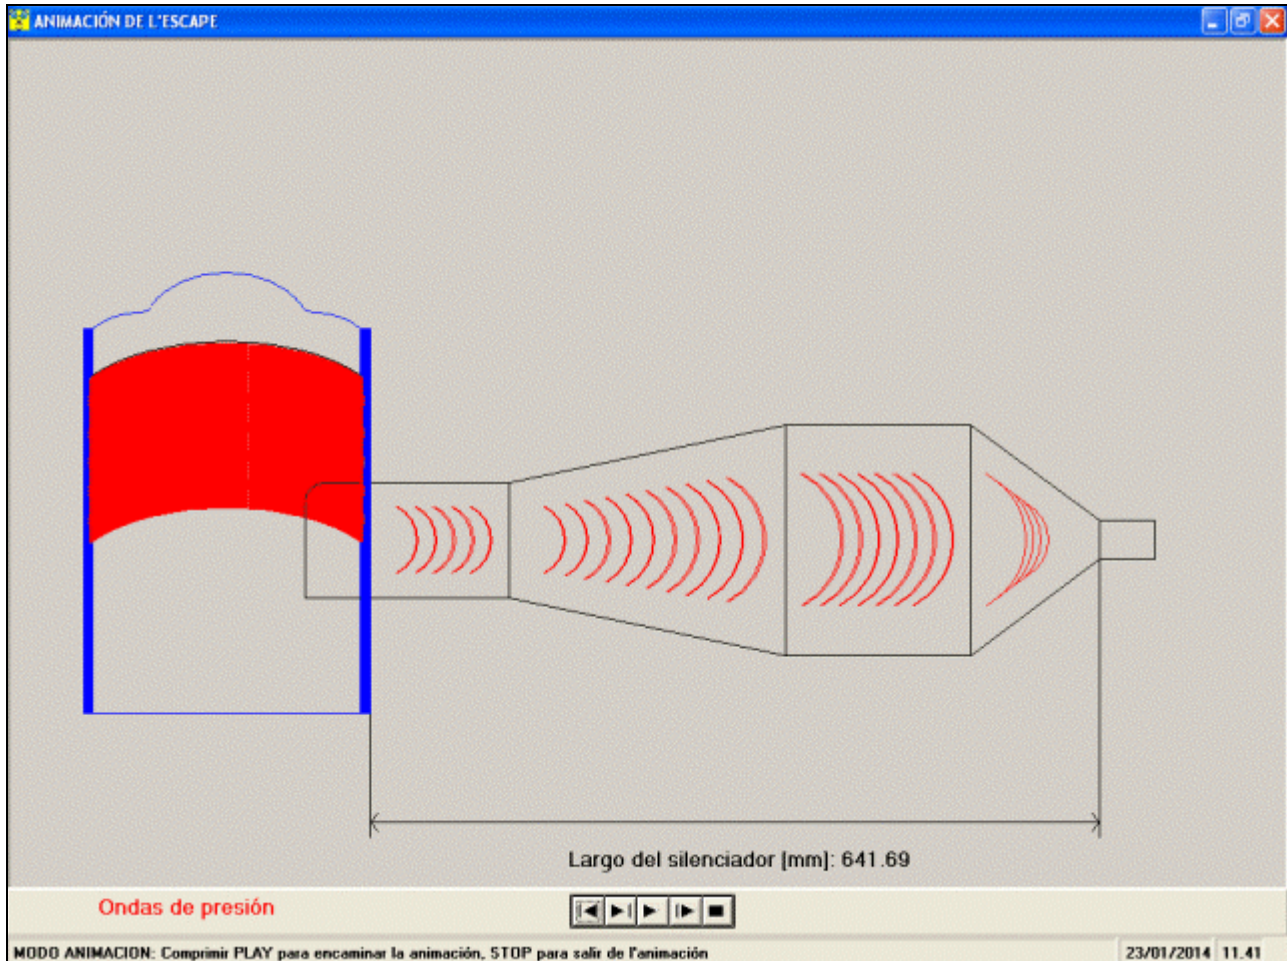 ANIMACIÓN DE L'ESCAPE
Largo del silenciador [mm]: 641.69
Ondas de presión
MODO ANIMACION: Comprimir PLAY para encaminar la animación, STOP para salir de l'animación
23/01/2014 11.41